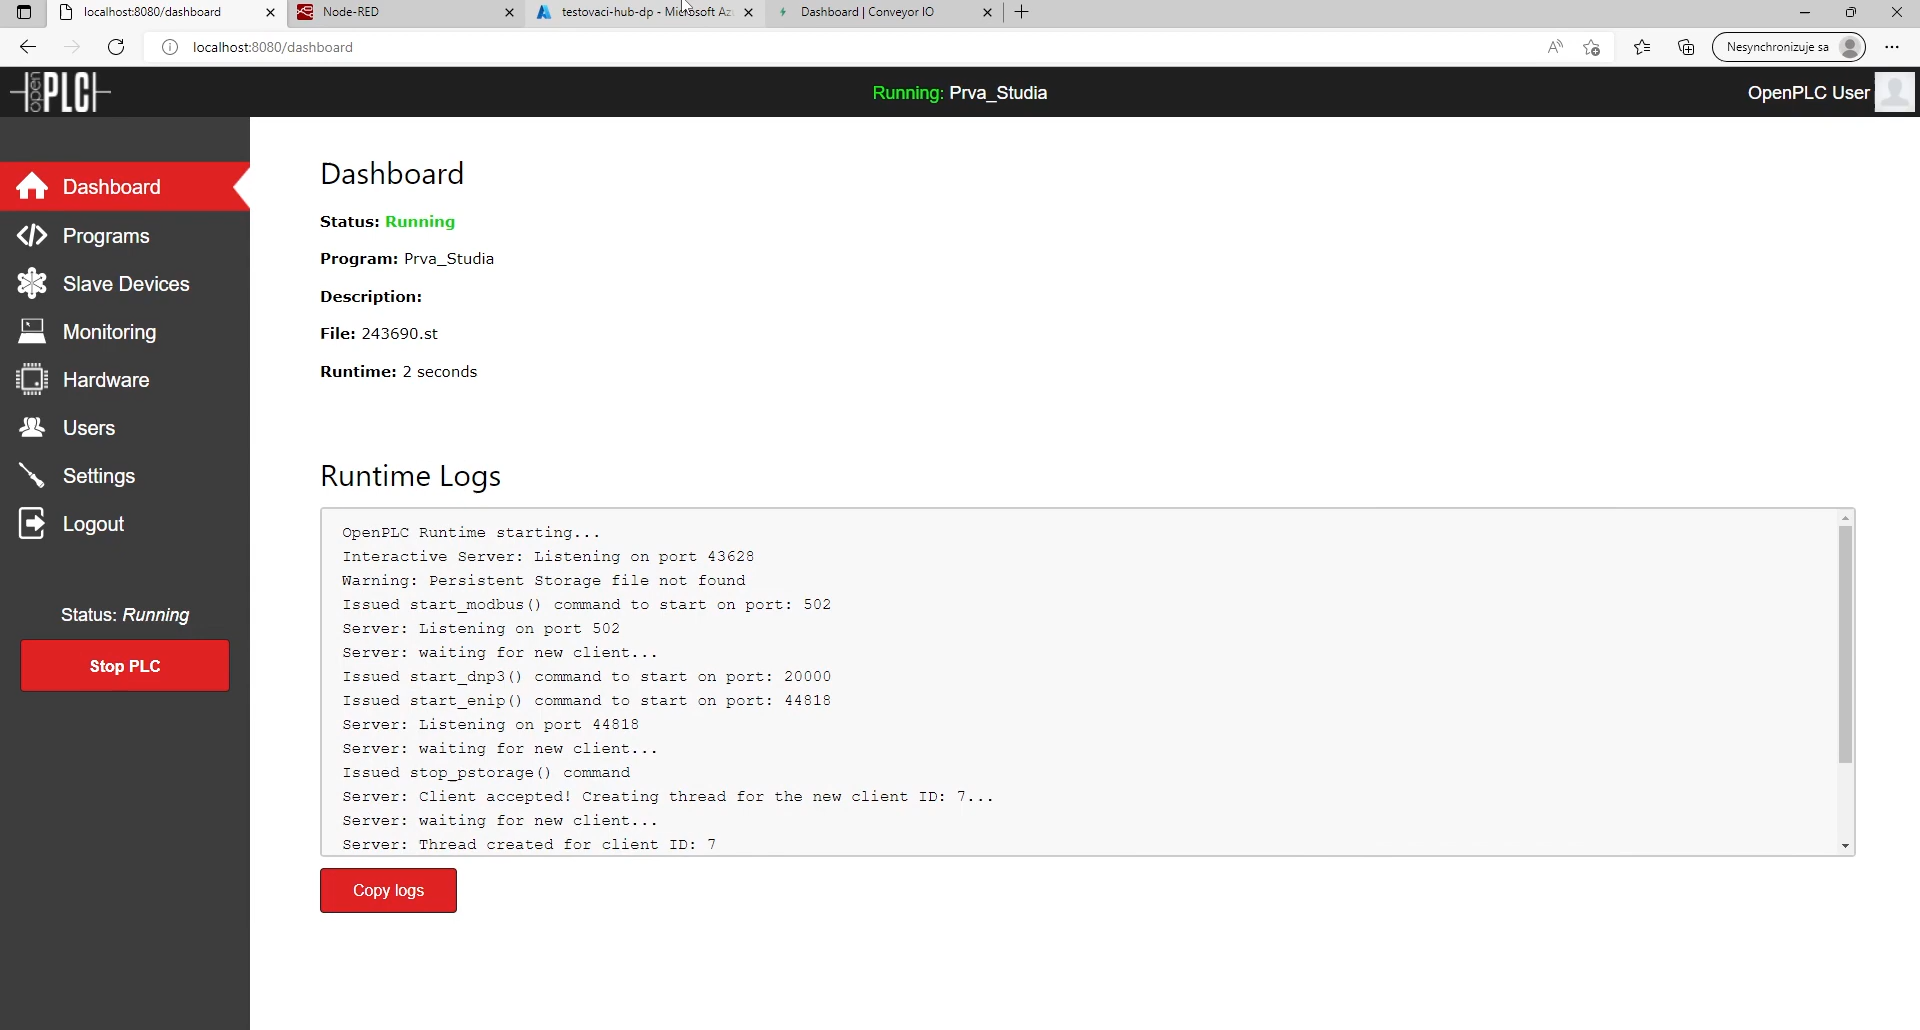 localhost:8080/dashboard
Node-RED
testovaci-hub-dp - Microsoft Az
Dashboard | Conveyor IO
localhost:8080/dashboard
Nesynchronizuje sa
open PLC
Running: Prva_Studia
OpenPLC User
Dashboard
Programs
Slave Devices
Monitoring
Hardware
Users
Settings
Logout
Status: Running
Stop PLC
Dashboard
Status: Running
Program: Prva_Studia
Description:
File: 243690.st
Runtime: 2 seconds
Runtime Logs
OpenPLC Runtime starting...
Interactive Server: Listening on port 43628
Warning: Persistent Storage file not found
Issued start_modbus() command to start on port: 502
Server: Listening on port 502
Server: waiting for new client...
Issued start_dnp3() command to start on port: 20000
Issued start_enip() command to start on port: 44818
Server: Listening on port 44818
Server: waiting for new client...
Issued stop_pstorage() command
Server: Client accepted! Creating thread for the new client ID: 7...
Server: waiting for new client...
Server: Thread created for client ID: 7
Copy logs